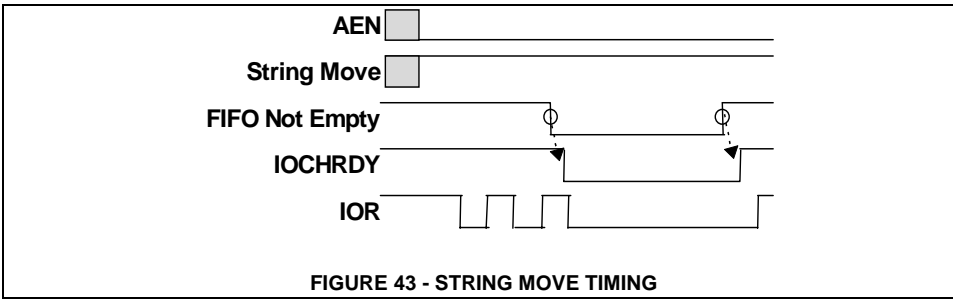 AEN
String Move
FIFO Not Empty
IOCHRDY
IOR
FIGURE 43 - STRING MOVE TIMING